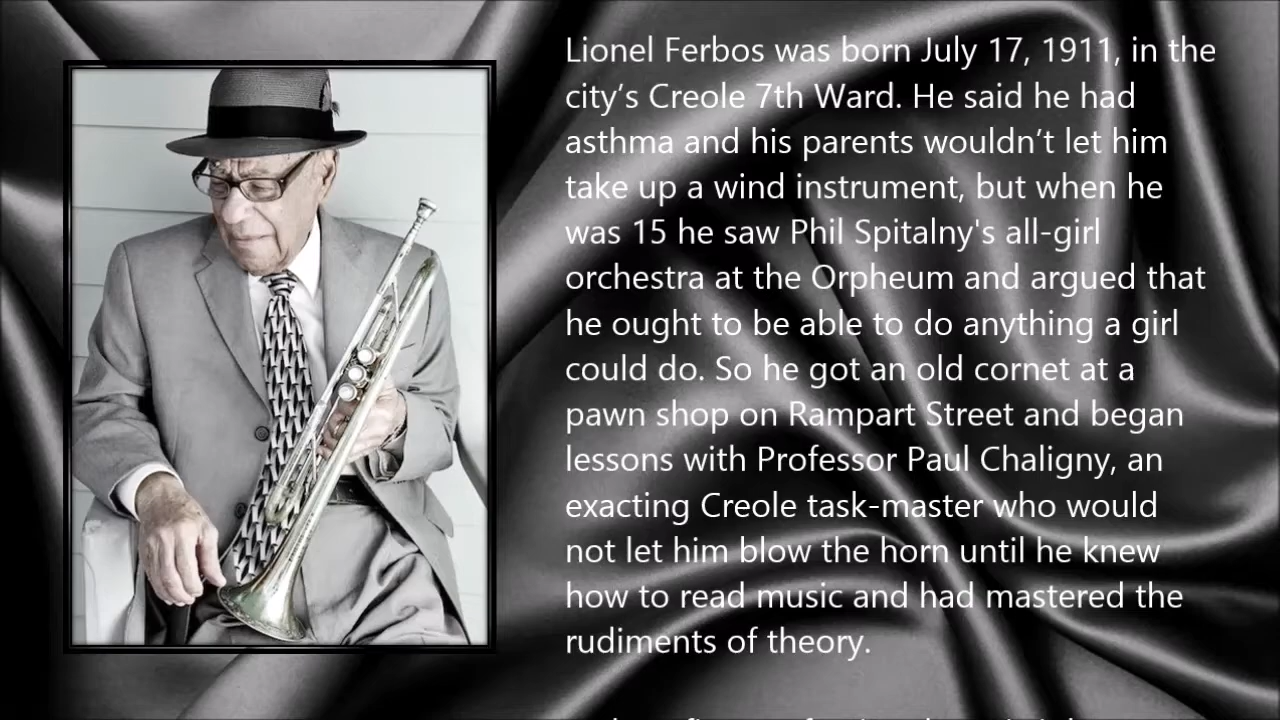 Lionel Ferbos was born July 17, 1911, in the
city’s Creole 7th Ward. He said he had
asthma and his parents wouldn’t let him
take up a wind instrument, but when he
was 15 he saw Phil Spitalny's all-girl
orchestra at the Orpheum and argued that
he ought to be able to do anything a girl
could do. So he got an old cornet at a
pawn shop on Rampart Street and began
lessons with Professor Paul Chaligny, an
exacting Creole task-master who would
not let him blow the horn until he knew
how to read music and had mastered the
rudiments of theory.